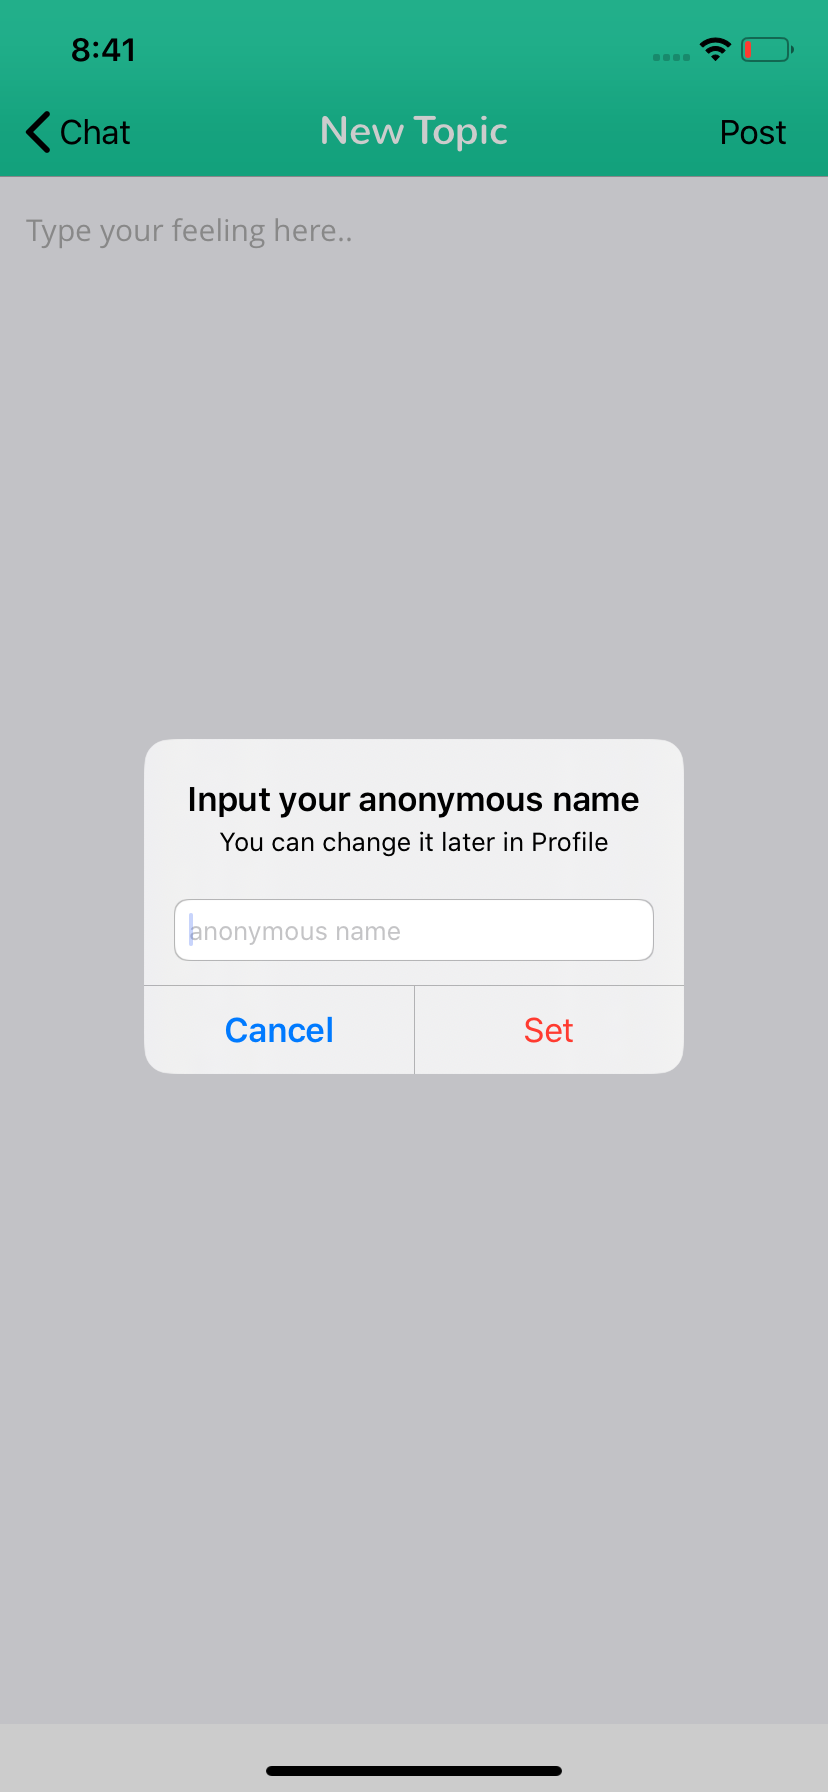 8:41
Chat
New Topic
Post
Type your feeling here..
Input your anonymous name
You can change it later in Profile
anonymous name
Cancel
Set